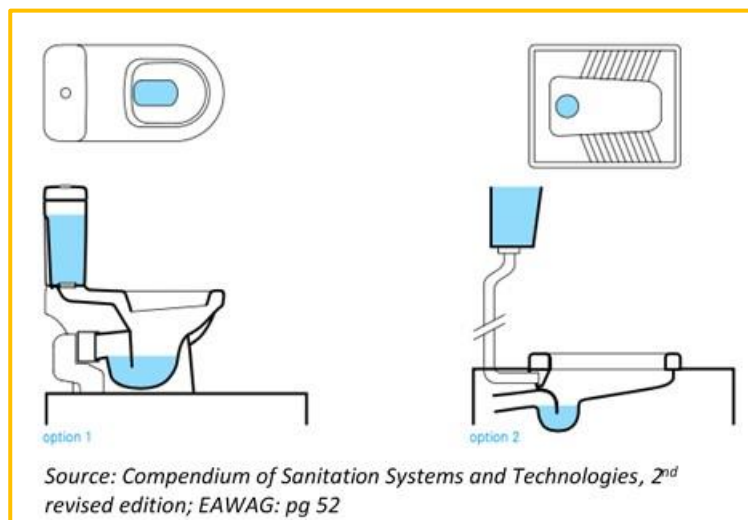 option 1
option 2
Source: Compendium of Sanitation Systems and Technologies, 2nd
revised edition; EAWAG: pg 52